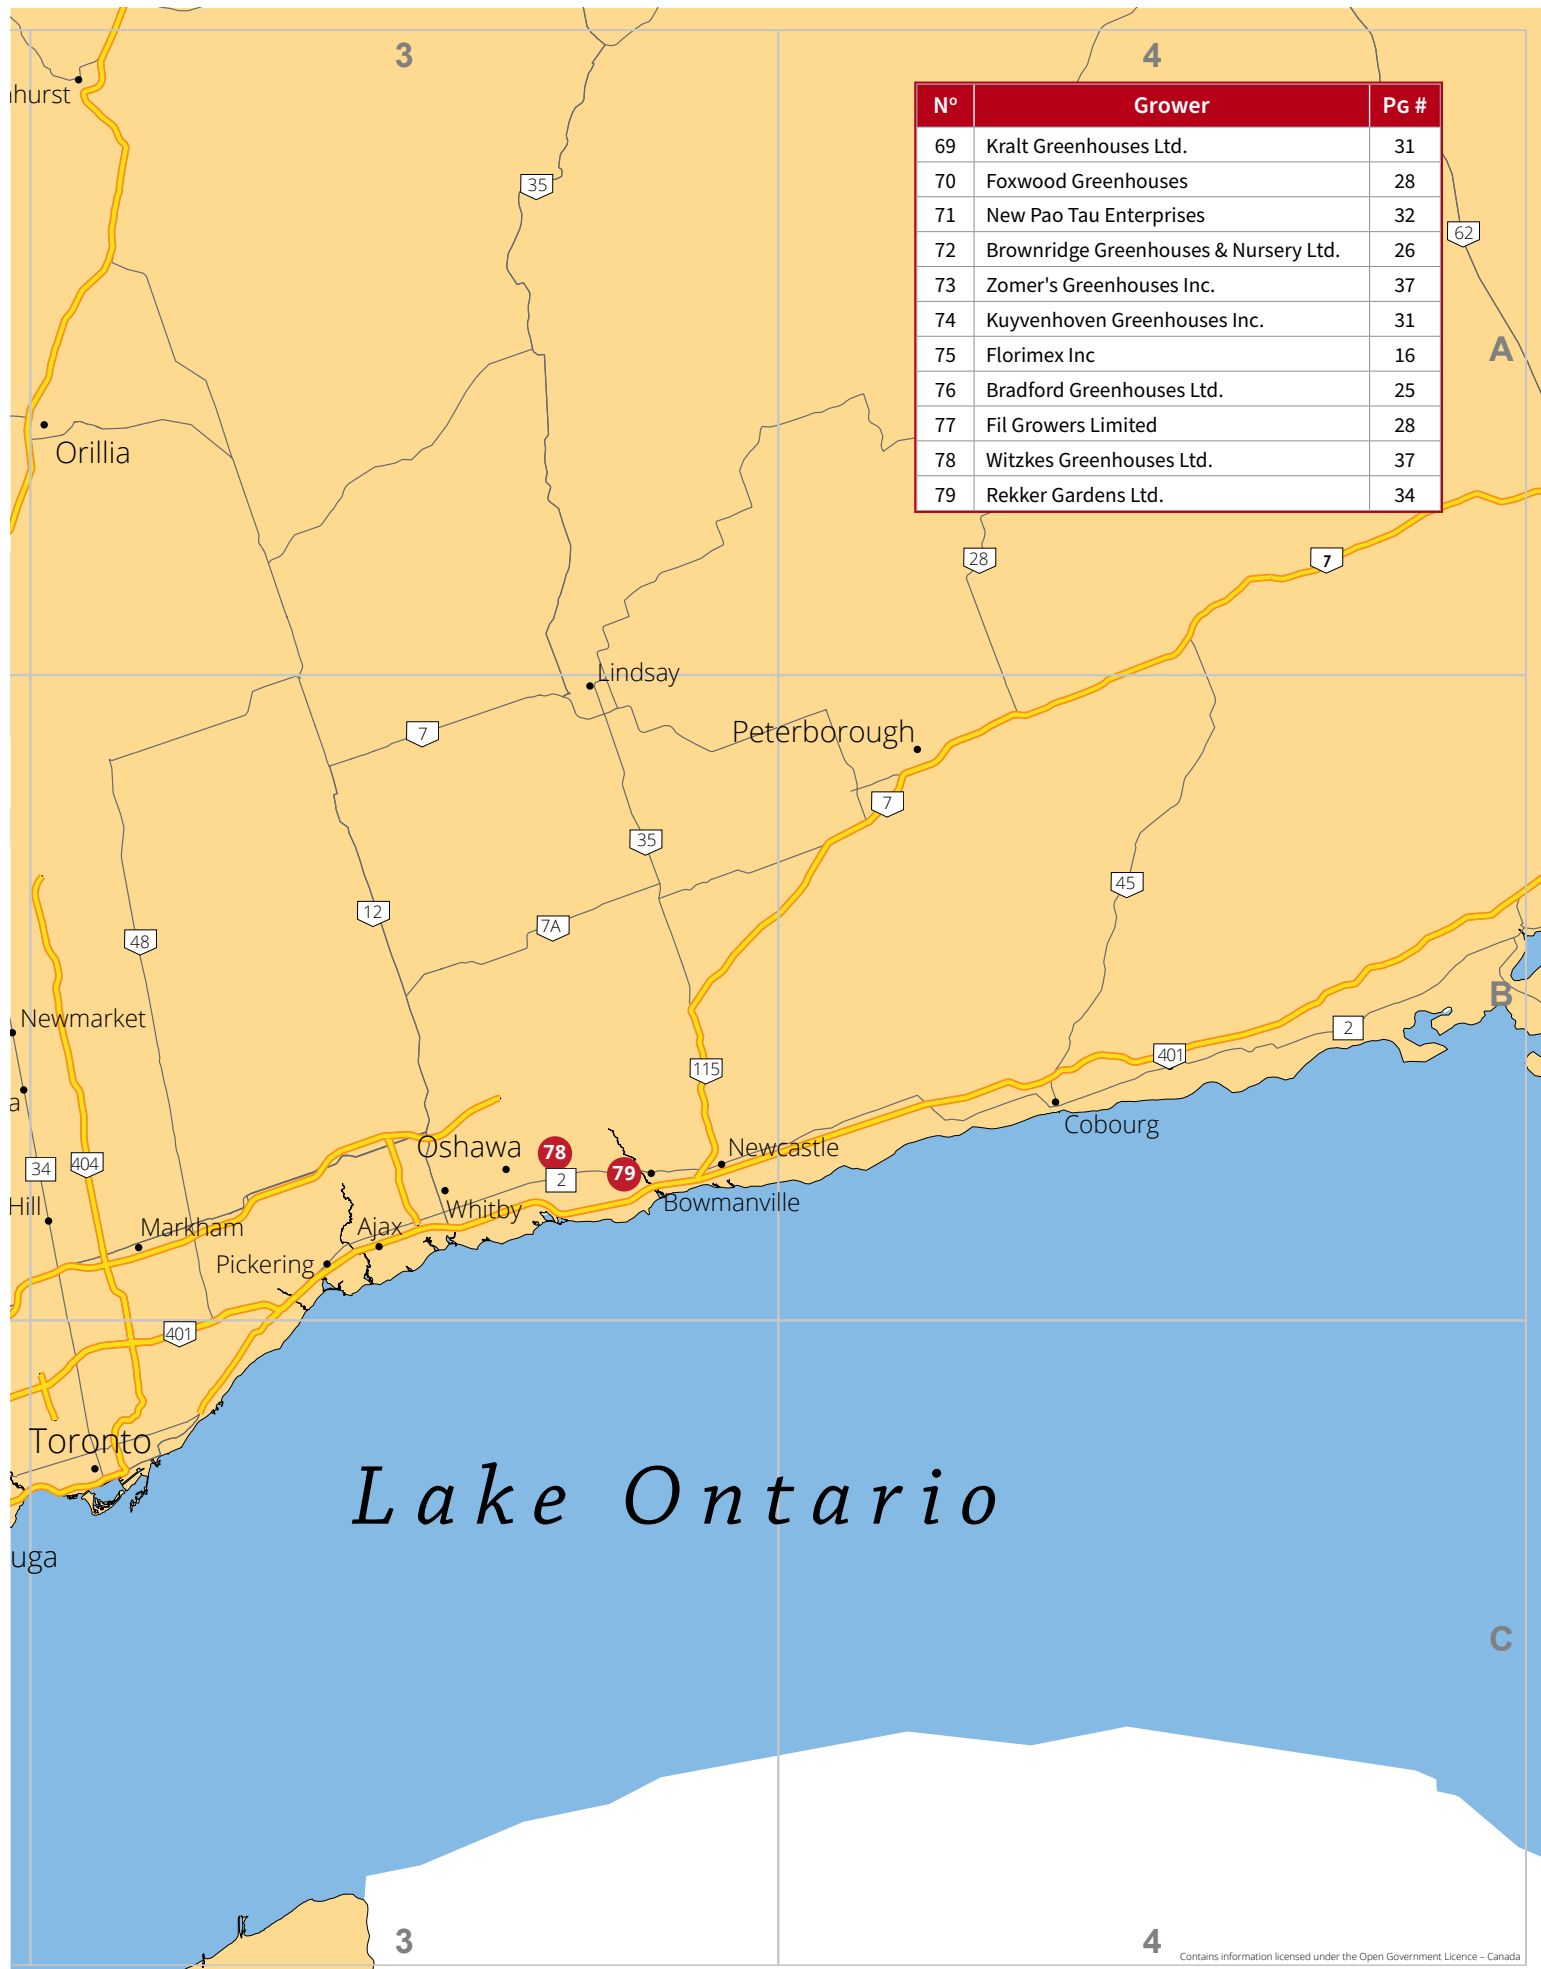 3
4
hurst
Nº Grower Pg #
69 Kralt Greenhouses Ltd. 31
70 Foxwood Greenhouses 28
71 New Pao Tau Enterprises 32
72 Brownridge Greenhouses & Nursery Ltd. 26
73 Zomer's Greenhouses Inc. 37
74 Kuyvenhoven Greenhouses Inc. 31
75 Florimex Inc 16
76 Bradford Greenhouses Ltd. 25
77 Fil Growers Limited 28
78 Witzkes Greenhouses Ltd. 37
79 Rekker Gardens Ltd. 34
35
62
A
Orillia
28
7
Lindsay
7
Peterborough
7
35
45
12
7A
48
B
Newmarket
2
401
115
a
Cobourg
Oshawa
78
Newcastle
34
404
79
2
Hill
Whitby
Bowmanville
Markham
Ajax
Pickering
401
Toronto
Lake Ontario
uga
C
3
4
Contains information licensed under the Open Government Licence – Canada